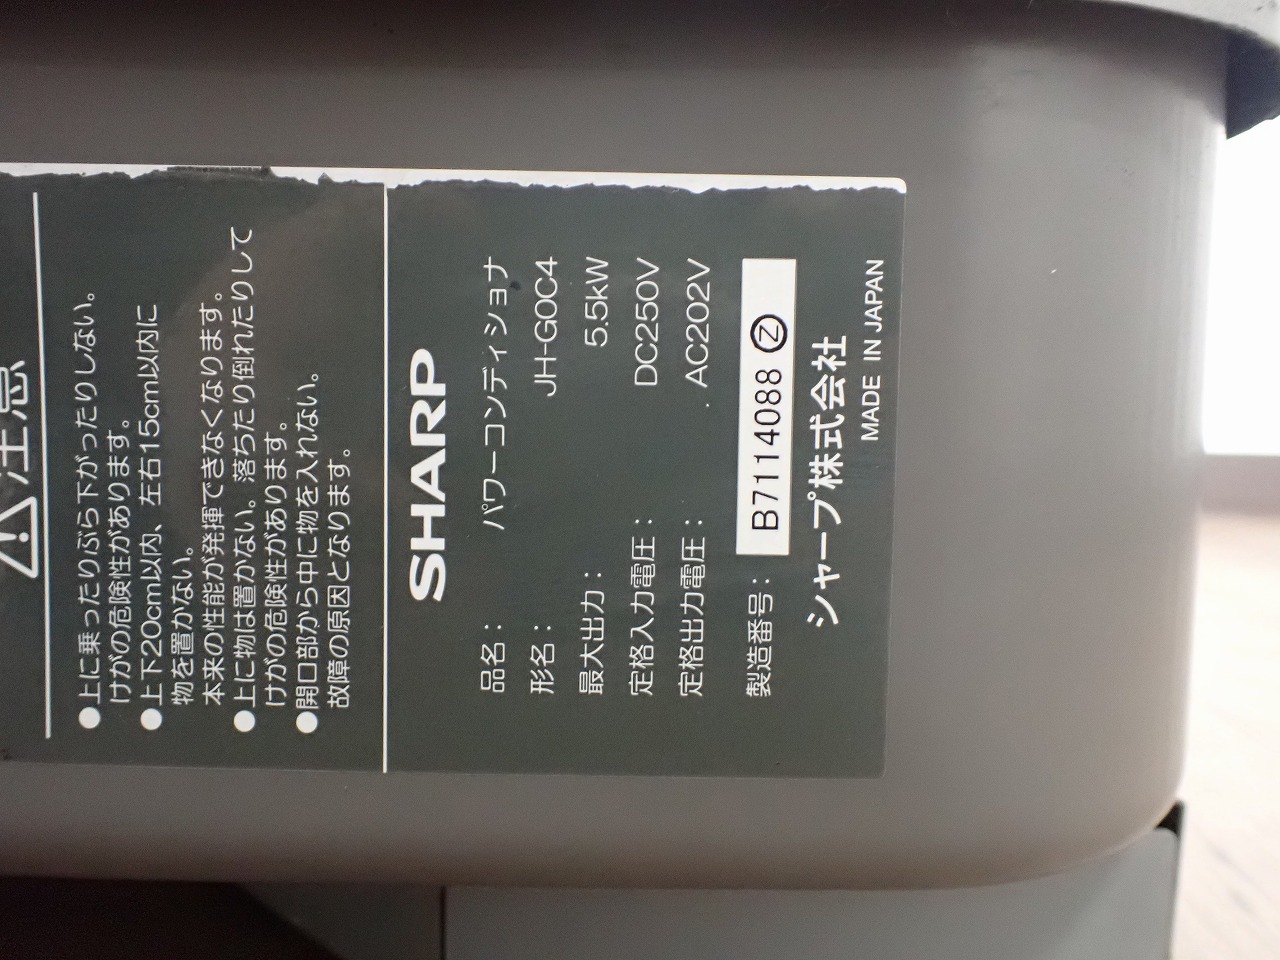 ⚠注意
●上に乗ったりぶら下がったりしない。
けがの危険性があります。
●上下20cm以内、左右15cm以内に
物を置かない。
本来の性能が発揮できなくなります。
●上に物は置かない。落ちたり倒れたりして
けがの危険性があります。
●開口部から中に物を入れない。
故障の原因となります。
SHARP
品名： パワーコンディショナ
形名： JH-G0C4
最大出力： 5.5kW
定格入力電圧： DC250V
定格出力電圧： AC202V
製造番号： B7114088 Ⓩ
シャープ株式会社
MADE IN JAPAN